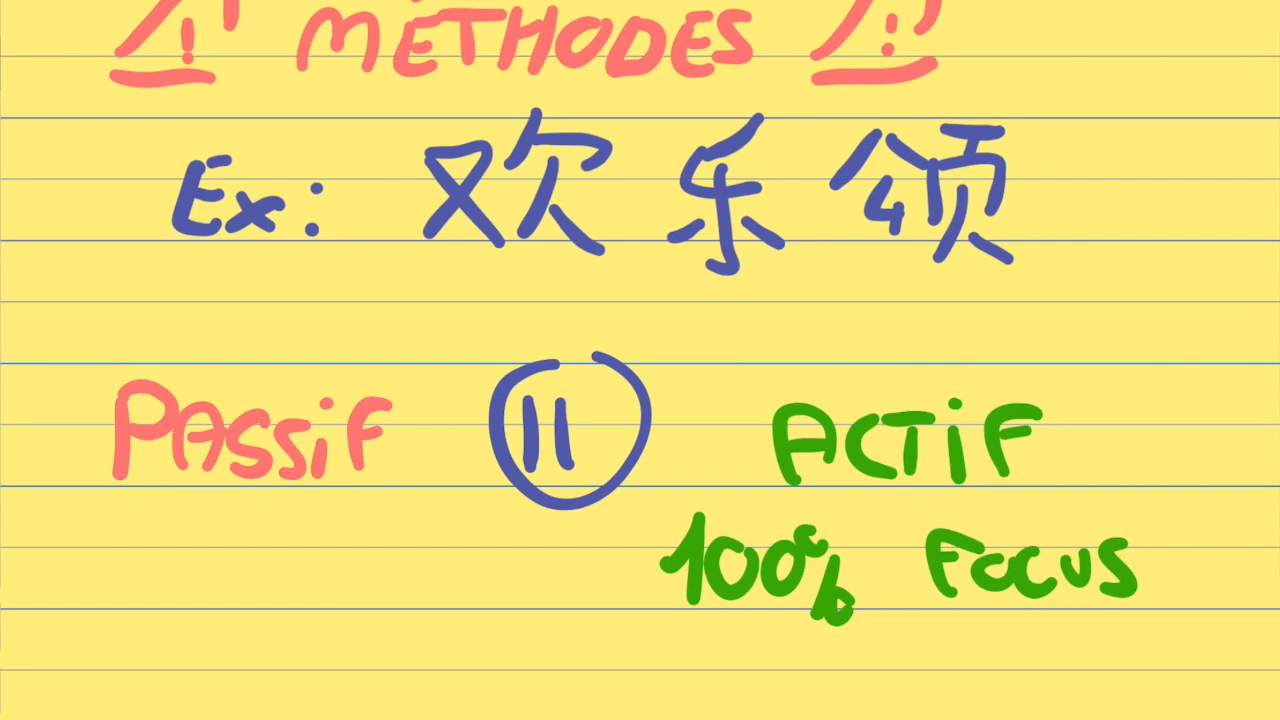 ! METHODES !
Ex: 欢乐颂
PASSiF 11 ACTiF
100% FOCUS